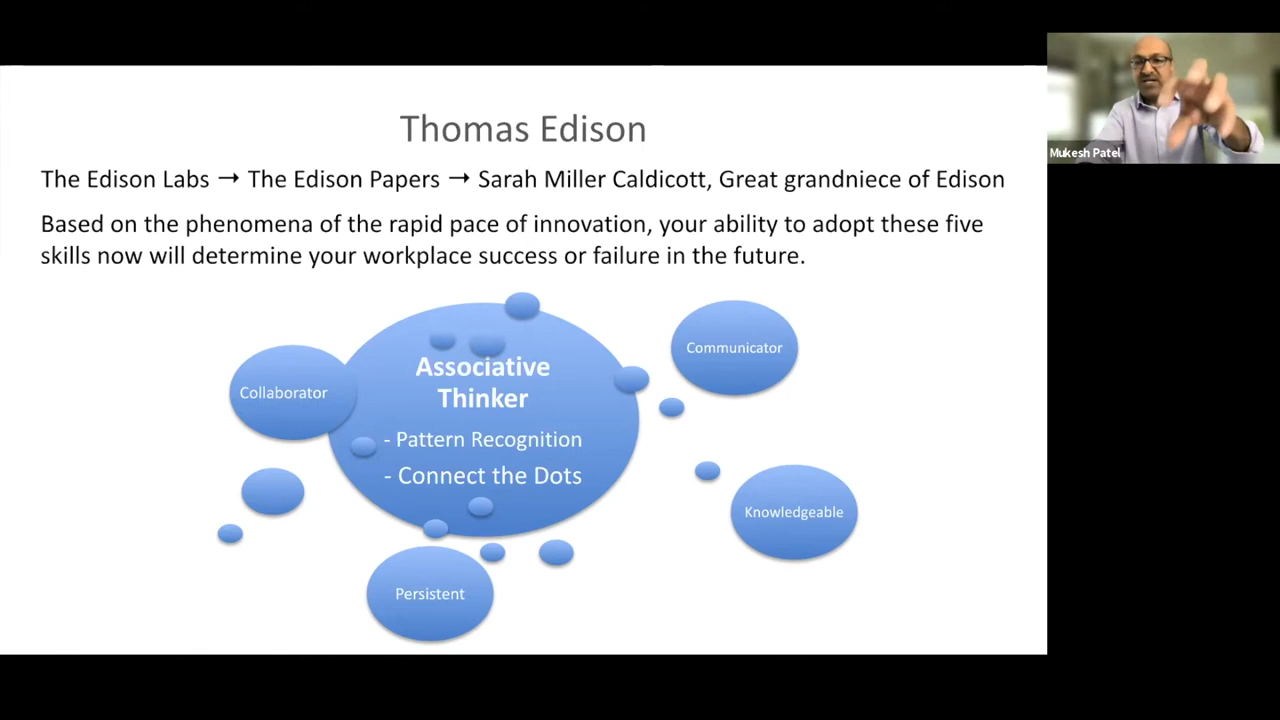 Thomas Edison
The Edison Labs → The Edison Papers → Sarah Miller Caldicott, Great grandniece of Edison
Based on the phenomena of the rapid pace of innovation, your ability to adopt these five
skills now will determine your workplace success or failure in the future.
Associative
Thinker
- Pattern Recognition
- Connect the Dots
Collaborator
Communicator
Knowledgeable
Persistent
Mukesh Patel